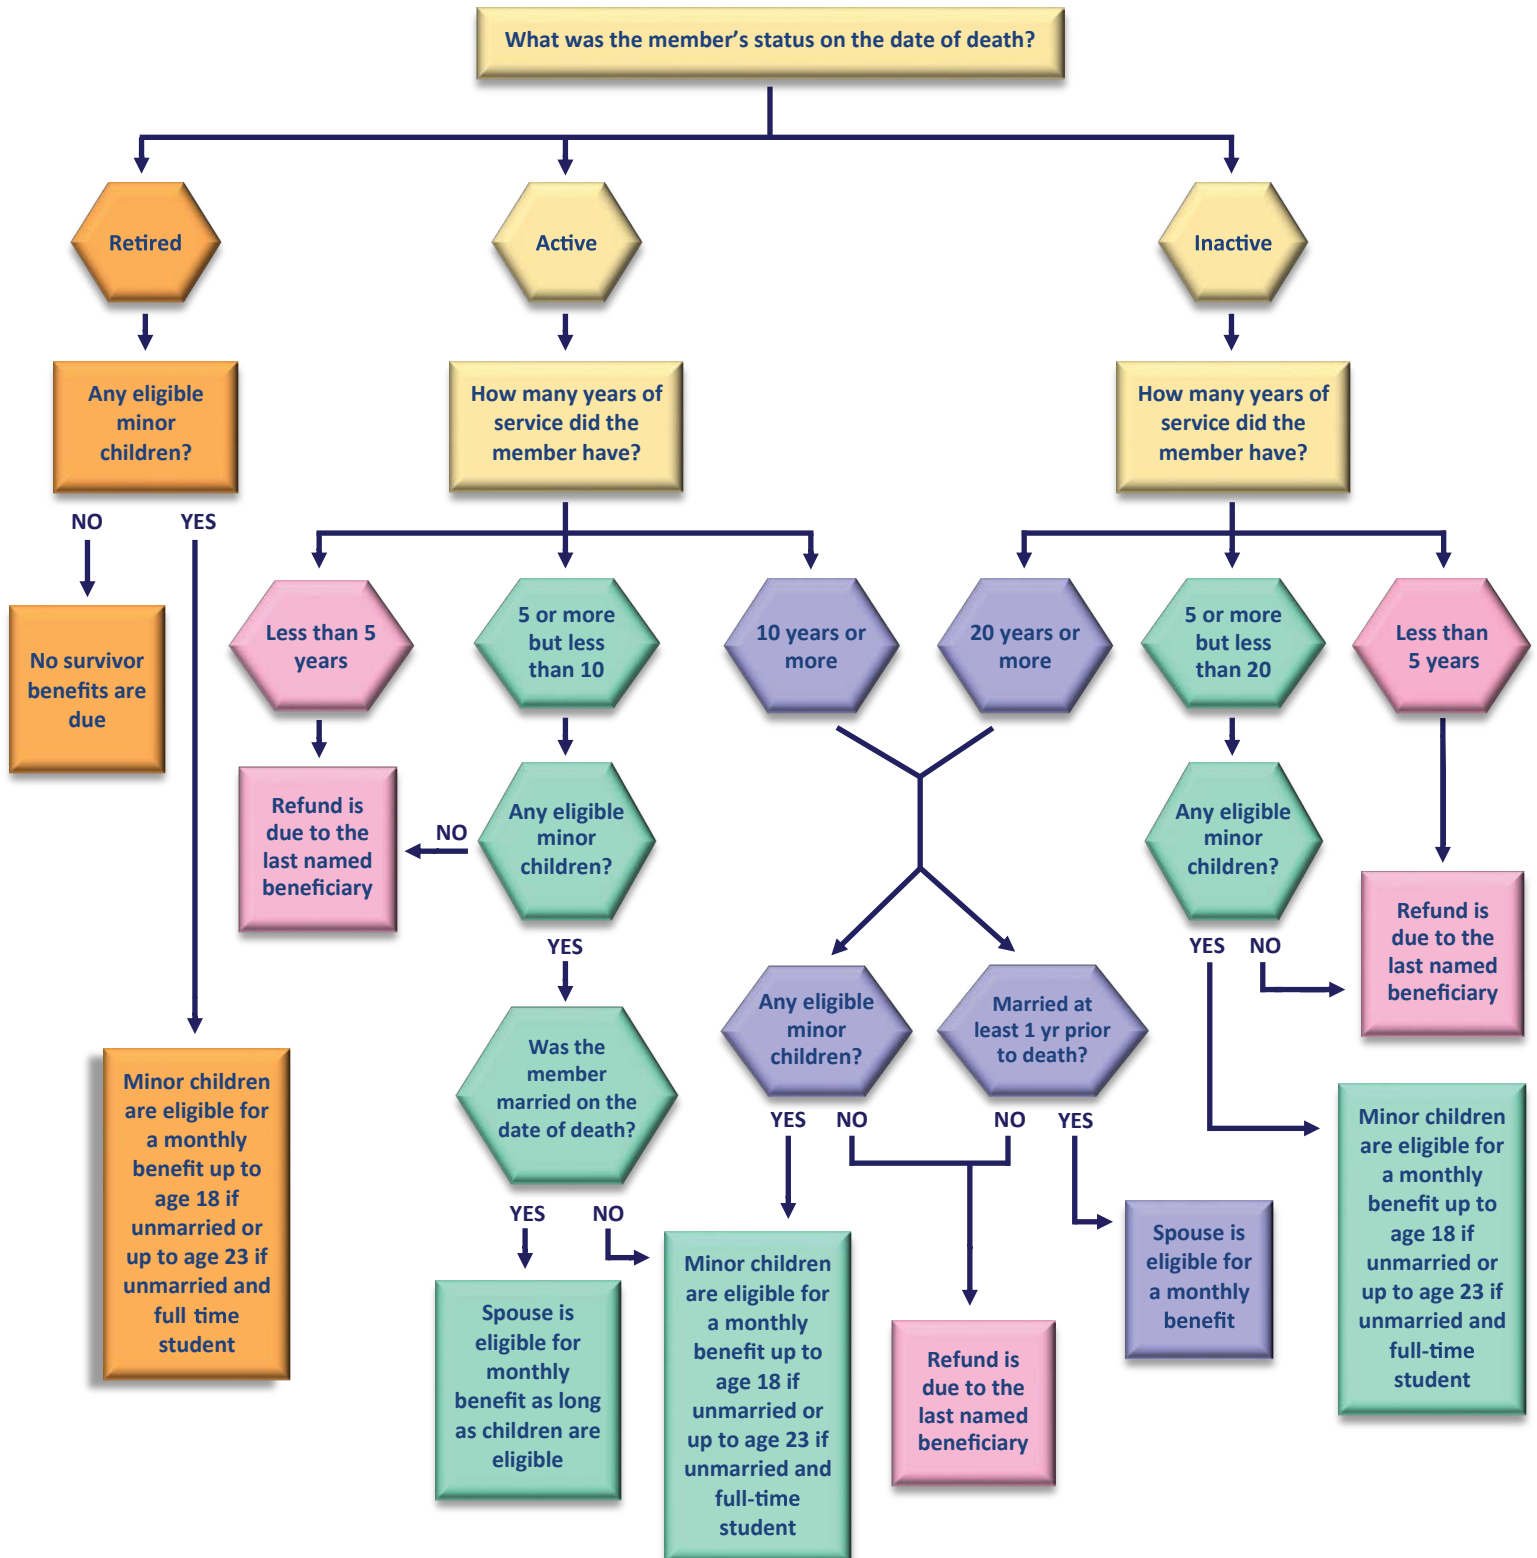 What was the member’s status on the date of death?
Retired
Active
Inactive
Any eligible
minor
children?
How many years of
service did the
member have?
How many years of
service did the
member have?
NO
YES
Less than 5
years
5 or more
but less
than 10
10 years or
more
20 years or
more
5 or more
but less
than 20
Less than
5 years
No survivor
benefits are
due
Refund is
due to the
last named
beneficiary
NO
Any eligible
minor
children?
Any eligible
minor
children?
Refund is
due to the
last named
beneficiary
YES
YES
NO
Any eligible
minor
children?
Married at
least 1 yr prior
to death?
Was the
member
married on the
date of death?
Minor children
are eligible for
a monthly
benefit up to
age 18 if
unmarried or
up to age 23 if
unmarried and
full time
student
YES
NO
NO
YES
Minor children
are eligible for
a monthly
benefit up to
age 18 if
unmarried or
up to age 23 if
unmarried and
full-time
student
YES
NO
Spouse is
eligible for
monthly
benefit as long
as children are
eligible
Minor children
are eligible for
a monthly
benefit up to
age 18 if
unmarried or
up to age 23 if
unmarried and
full-time
student
Refund is
due to the
last named
beneficiary
Spouse is
eligible for
a monthly
benefit